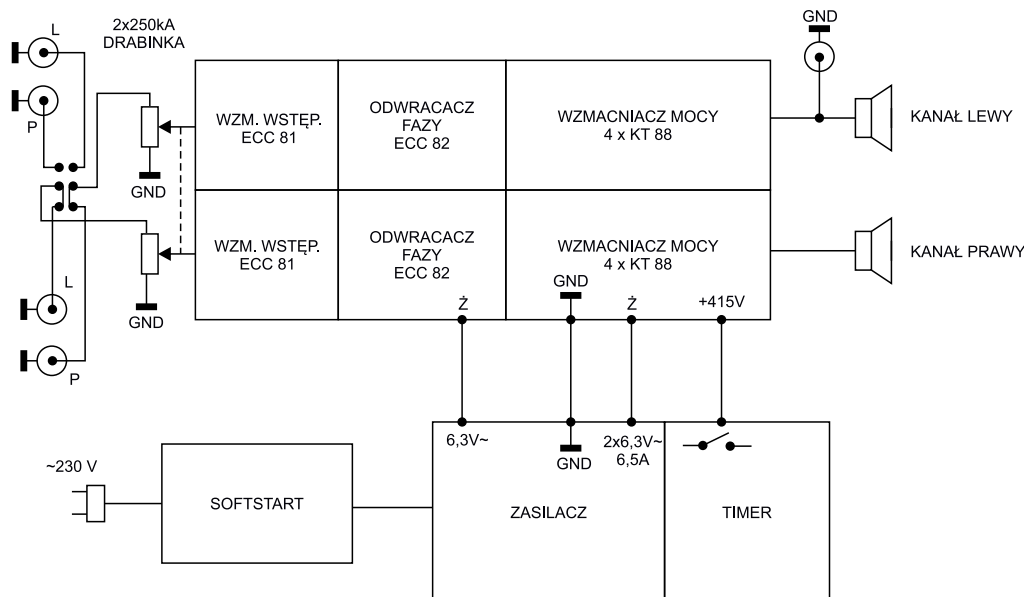 L
2x250kA
DRABINKA
GND
P
WZM. WSTĘP.
ECC 81
ODWRACACZ
FAZY
ECC 82
WZMACNIACZ MOCY
4 x KT 88
KANAŁ LEWY
GND
WZM. WSTĘP.
ECC 81
ODWRACACZ
FAZY
ECC 82
WZMACNIACZ MOCY
4 x KT 88
KANAŁ PRAWY
L
GND
P
Ż
GND
Ż
+415V
6,3V~
GND
2x6,3V~
6,5A
~230 V
SOFTSTART
ZASILACZ
TIMER